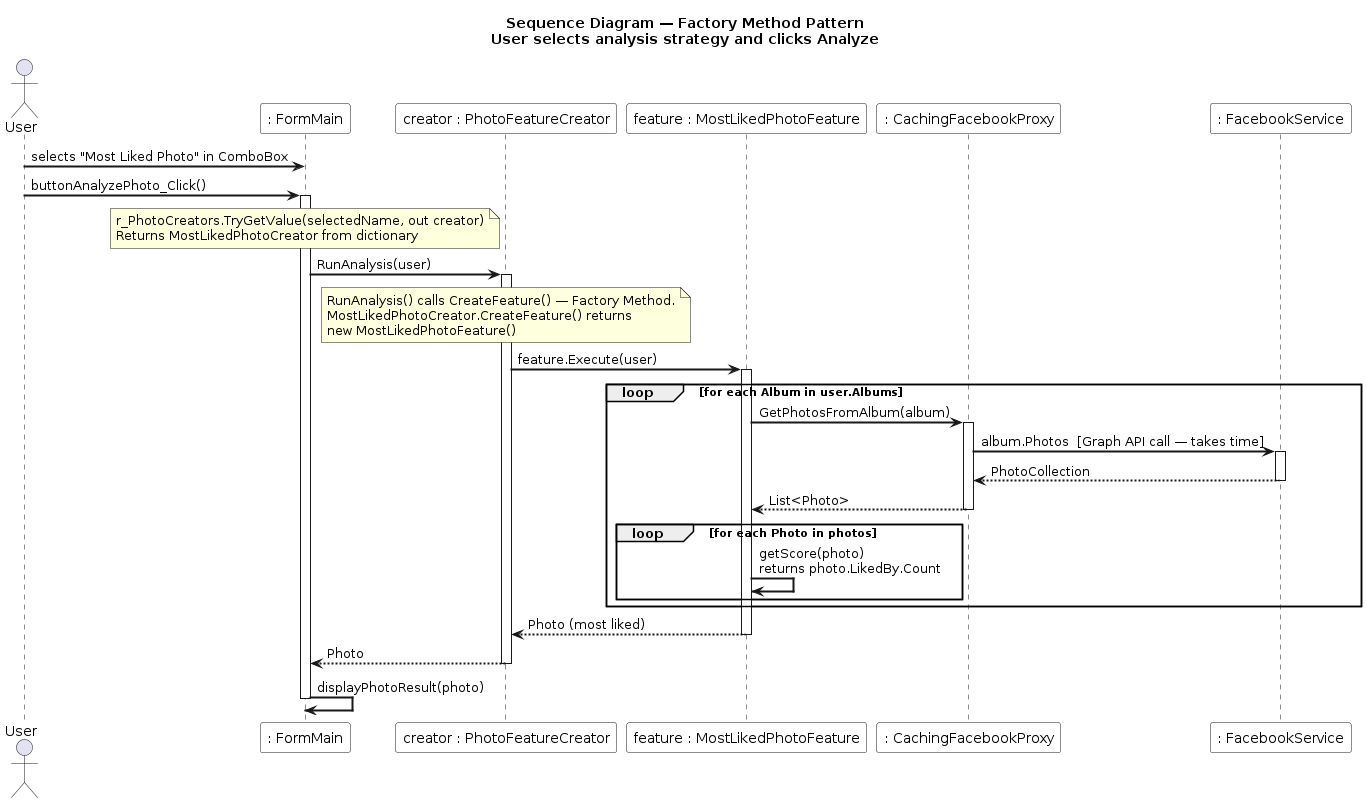 Sequence Diagram — Factory Method Pattern
User selects analysis strategy and clicks Analyze
User
: FormMain
creator : PhotoFeatureCreator
feature : MostLikedPhotoFeature
: CachingFacebookProxy
: FacebookService
selects "Most Liked Photo" in ComboBox
buttonAnalyzePhoto_Click()
r_PhotoCreators.TryGetValue(selectedName, out creator)
Returns MostLikedPhotoCreator from dictionary
RunAnalysis(user)
RunAnalysis() calls CreateFeature() — Factory Method.
MostLikedPhotoCreator.CreateFeature() returns
new MostLikedPhotoFeature()
feature.Execute(user)
loop
[for each Album in user.Albums]
GetPhotosFromAlbum(album)
album.Photos  [Graph API call — takes time]
PhotoCollection
List<Photo>
loop
[for each Photo in photos]
getScore(photo)
returns photo.LikedBy.Count
Photo (most liked)
Photo
displayPhotoResult(photo)
User
: FormMain
creator : PhotoFeatureCreator
feature : MostLikedPhotoFeature
: CachingFacebookProxy
: FacebookService